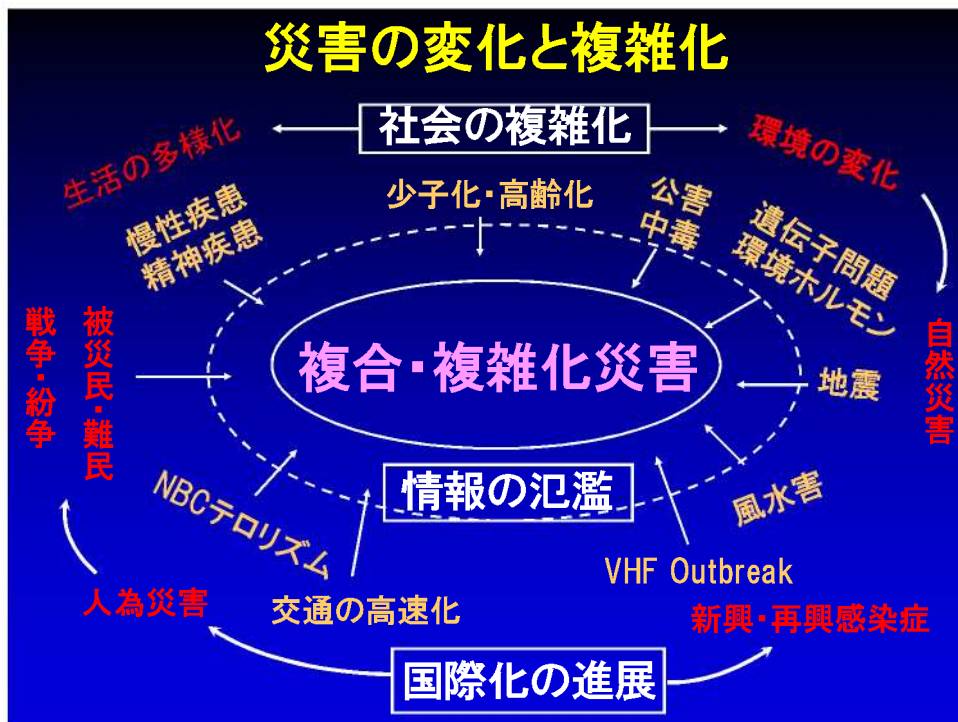 災害の変化と複雑化
社会の複雑化
生活の多様化
環境の変化
少子化・高齢化
公害
中毒
慢性疾患
精神疾患
遺伝子問題
環境ホルモン
戦争・紛争
被災民・難民
複合・複雑化災害
地震
自然災害
情報の氾濫
NBCテロリズム
風水害
VHF Outbreak
人為災害
交通の高速化
新興・再興感染症
国際化の進展